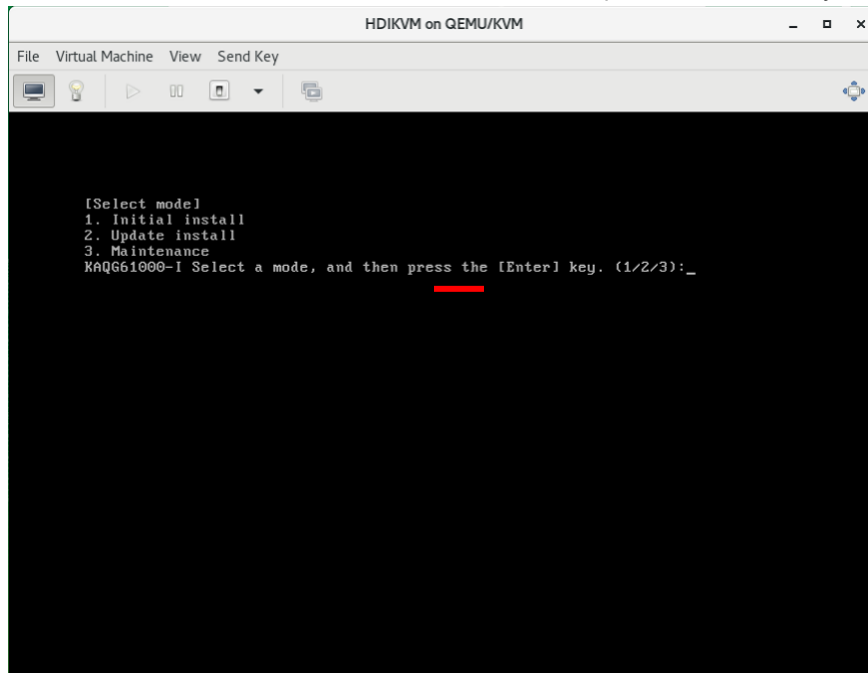 HDIKVM on QEMU/KVM
File Virtual Machine View Send Key
[Select mode]
1. Initial install
2. Update install
3. Maintenance
KAQG61000-I Select a mode, and then press the [Enter] key. (1/2/3):_